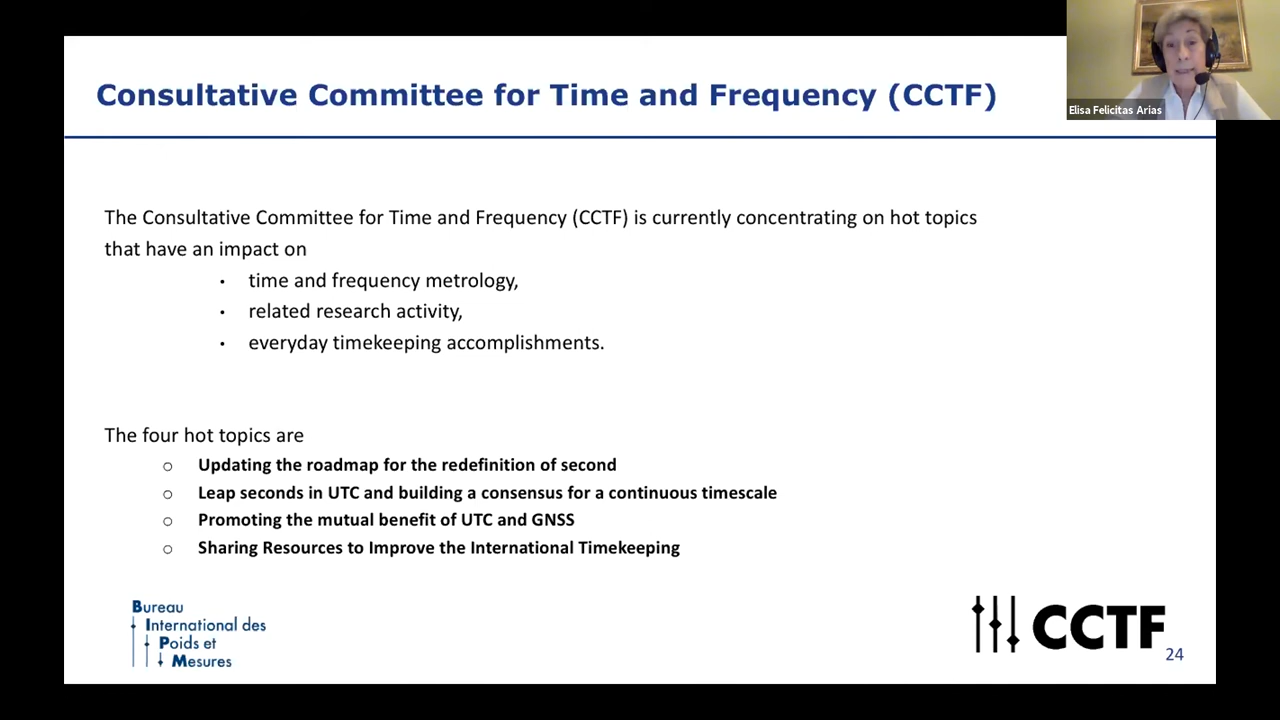 Consultative Committee for Time and Frequency (CCTF)
Elisa Felicitas Arias
The Consultative Committee for Time and Frequency (CCTF) is currently concentrating on hot topics
that have an impact on
• time and frequency metrology,
• related research activity,
• everyday timekeeping accomplishments.
The four hot topics are
○ Updating the roadmap for the redefinition of second
○ Leap seconds in UTC and building a consensus for a continuous timescale
○ Promoting the mutual benefit of UTC and GNSS
○ Sharing Resources to Improve the International Timekeeping
Bureau
International des
Poids et
Mesures
CCTF
24